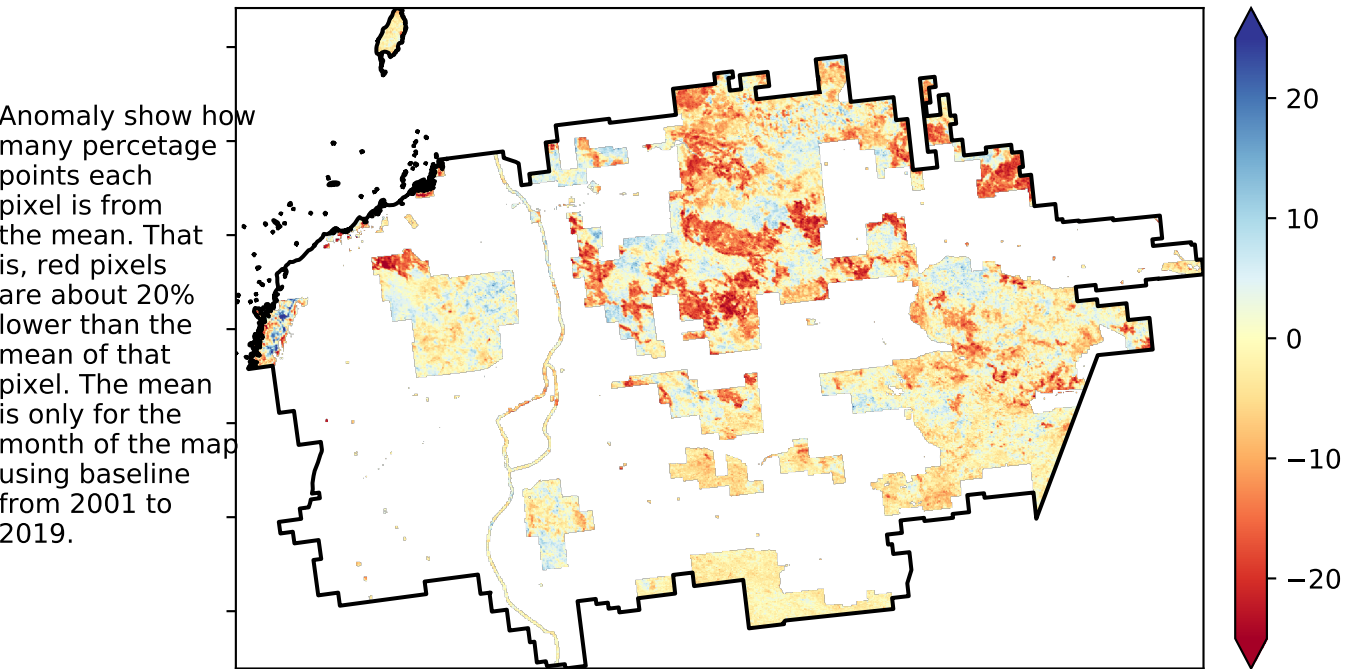 Anomaly show how
many percetage
points each
pixel is from
the mean. That
is, red pixels
are about 20%
lower than the
mean of that
pixel. The mean
is only for the
month of the map
using baseline
from 2001 to
2019.
20
10
0
−10
−20